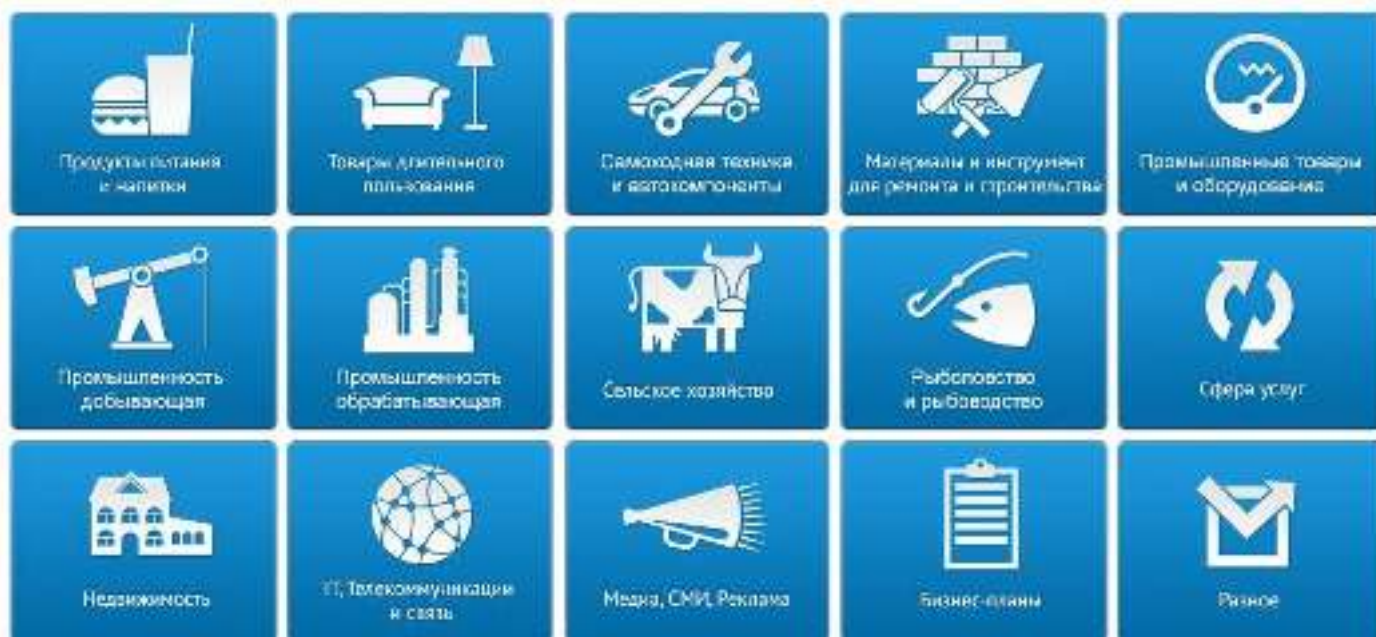 Продукты питания
и напитки
Товары длительного
пользования
Самоходная техника
и автокомпоненты
Материалы и инструмент
для ремонта и строительства
Промышленные товары
и оборудование
Промышленность
добывающая
Промышленность
обрабатывающая
Сельское хозяйство
Рыболовство
и рыбоводство
Сфера услуг
Недвижимость
IT, Телекоммуникации
и связь
Медиа, СМИ, Реклама
Бизнес-планы
Разное